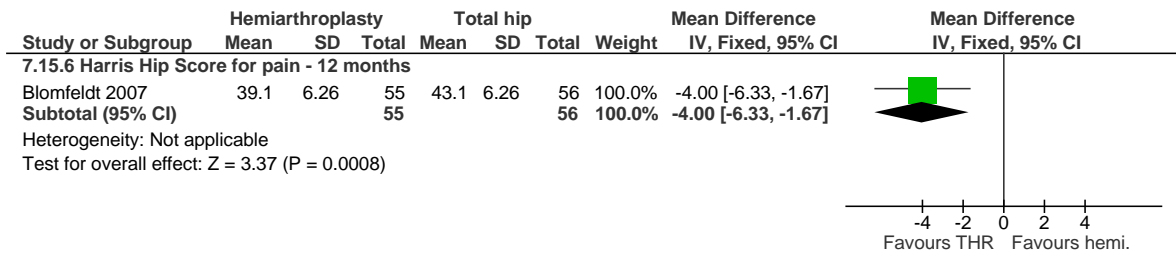 Hemiarthroplasty Total hip Mean Difference Mean Difference
Study or Subgroup Mean SD Total Mean SD Total Weight IV, Fixed, 95% CI IV, Fixed, 95% CI
7.15.6 Harris Hip Score for pain - 12 months
Blomfeldt 2007 39.1 6.26 55 43.1 6.26 56 100.0% -4.00 [-6.33, -1.67]
Subtotal (95% CI) 55 56 100.0% -4.00 [-6.33, -1.67]
Heterogeneity: Not applicable
Test for overall effect: Z = 3.37 (P = 0.0008)
-4 -2 0 2 4
Favours THR Favours hemi.